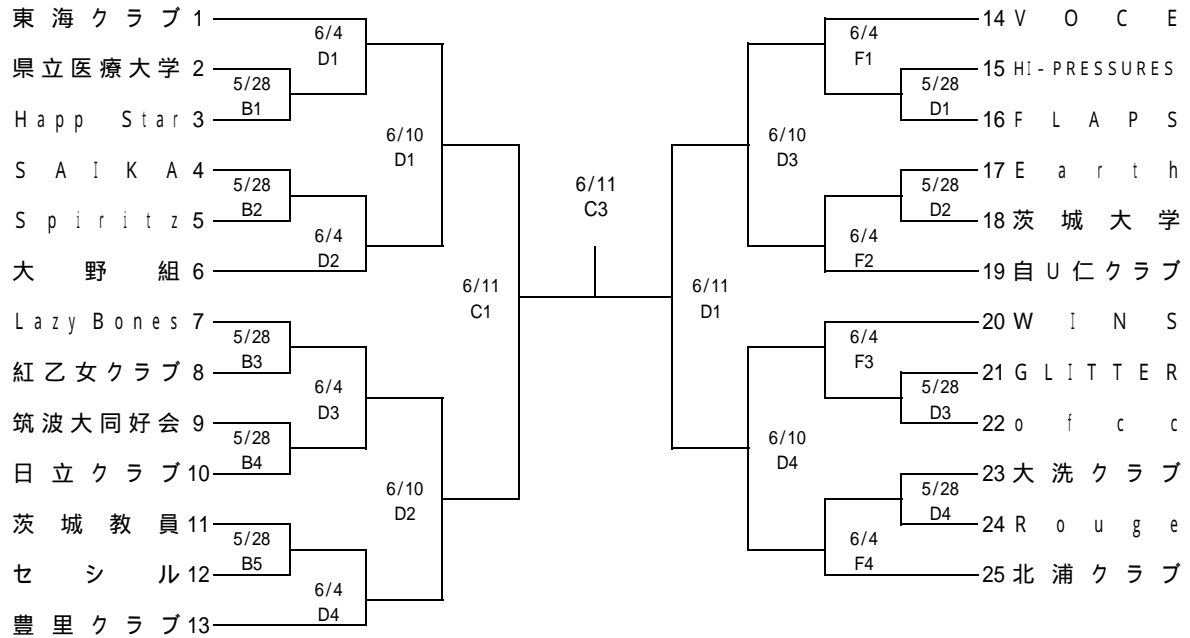 東海クラブ 1
6/4
D1
県立医療大学 2
5/28
B1
Happ Star 3
6/10
D1
SAIKA 4
5/28
B2
Spiritz 5
6/4
D2
大野組 6
6/11
C1
Lazy Bones 7
5/28
B3
紅乙女クラブ 8
6/4
D3
筑波大同好会 9
5/28
B4
日立クラブ 10
6/10
D2
茨城教員 11
5/28
B5
セシル 12
6/4
D4
豊里クラブ 13
6/11
C3
14 VOCE
6/4
F1
15 HI-PRESSURES
5/28
D1
16 FLAPS
6/10
D3
17 Earth
5/28
D2
18 茨城大学
6/4
F2
19 自U仁クラブ
6/11
D1
20 WINS
6/4
F3
21 GLITTER
5/28
D3
22 ofcc
6/10
D4
23 大洗クラブ
5/28
D4
24 Rouge
6/4
F4
25 北浦クラブ